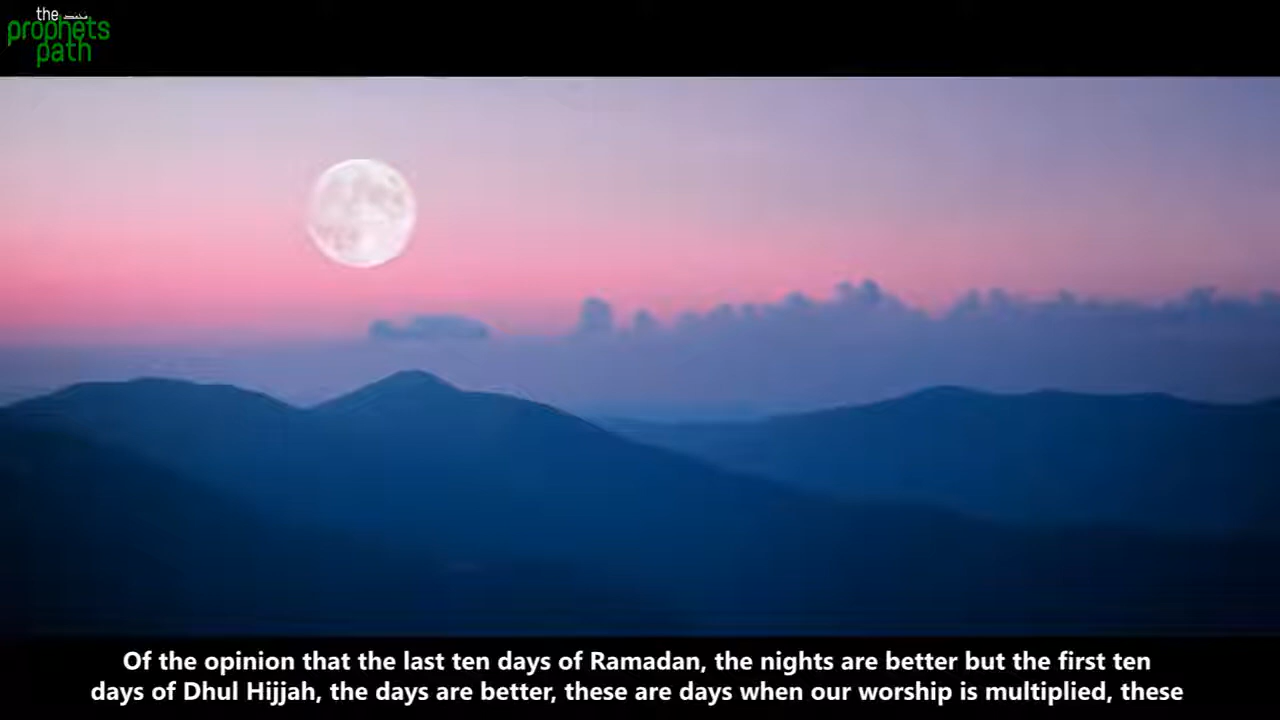 the
prophets
path
Of the opinion that the last ten days of Ramadan, the nights are better but the first ten
days of Dhul Hijjah, the days are better, these are days when our worship is multiplied, these